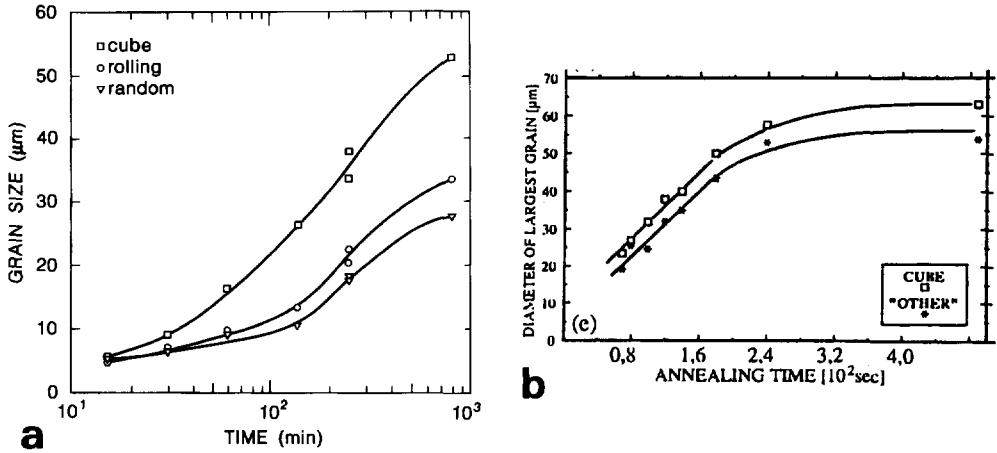 60
50
40
30
20
10
0
GRAIN SIZE (μm)
cube
rolling
random
10¹
10²
10³
TIME (min)
a
70
60
50
40
30
20
10
0
DIAMETER OF LARGEST GRAIN [μm]
(c)
CUBE
"OTHER"
0,8
1,6
2,4
3,2
4,0
ANNEALING TIME [10²sec]
b